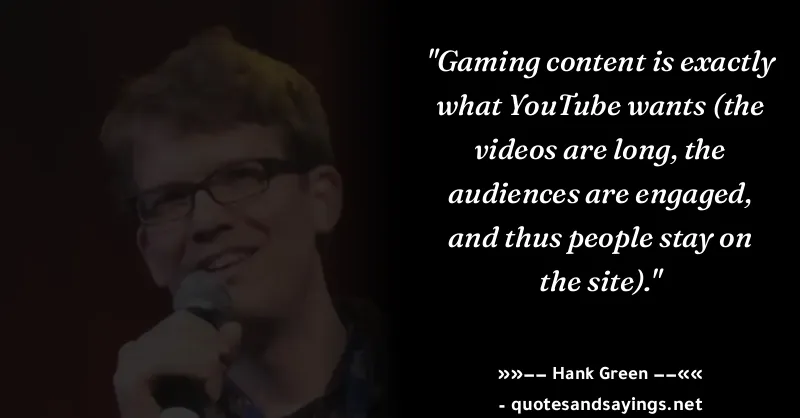 "Gaming content is exactly
what YouTube wants (the
videos are long, the
audiences are engaged,
and thus people stay on
the site)."
»»–– Hank Green ––««
- quotesandsayings.net